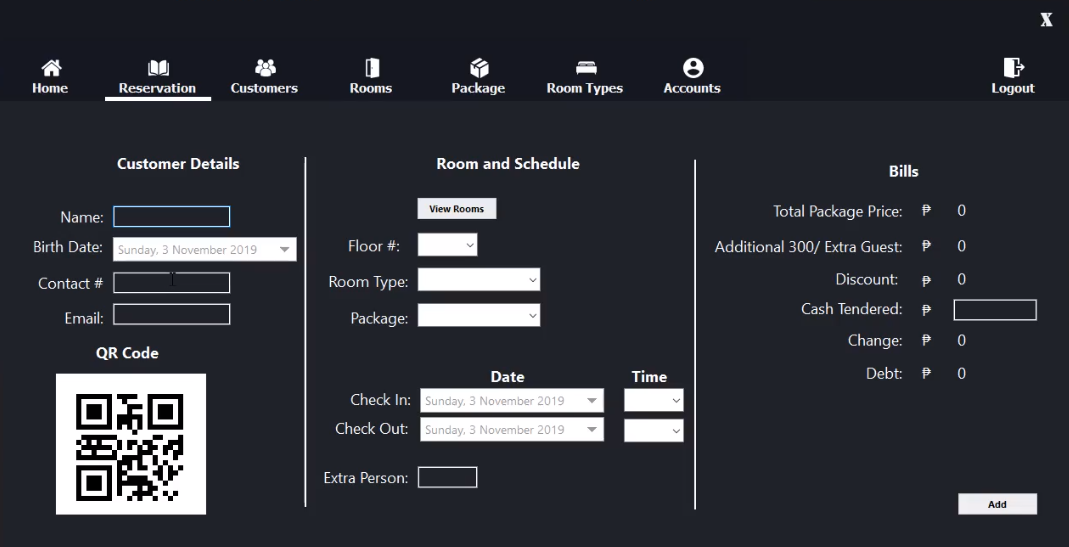 X
Home
Reservation
Customers
Rooms
Package
Room Types
Accounts
Logout
Customer Details
Name:
Birth Date: Sunday, 3 November 2019
Contact #
Email:
QR Code
Room and Schedule
View Rooms
Floor #:
Room Type:
Package:
Date Time
Check In: Sunday, 3 November 2019
Check Out: Sunday, 3 November 2019
Extra Person:
Bills
Total Package Price: ₱ 0
Additional 300/ Extra Guest: ₱ 0
Discount: ₱ 0
Cash Tendered: ₱
Change: ₱ 0
Debt: ₱ 0
Add